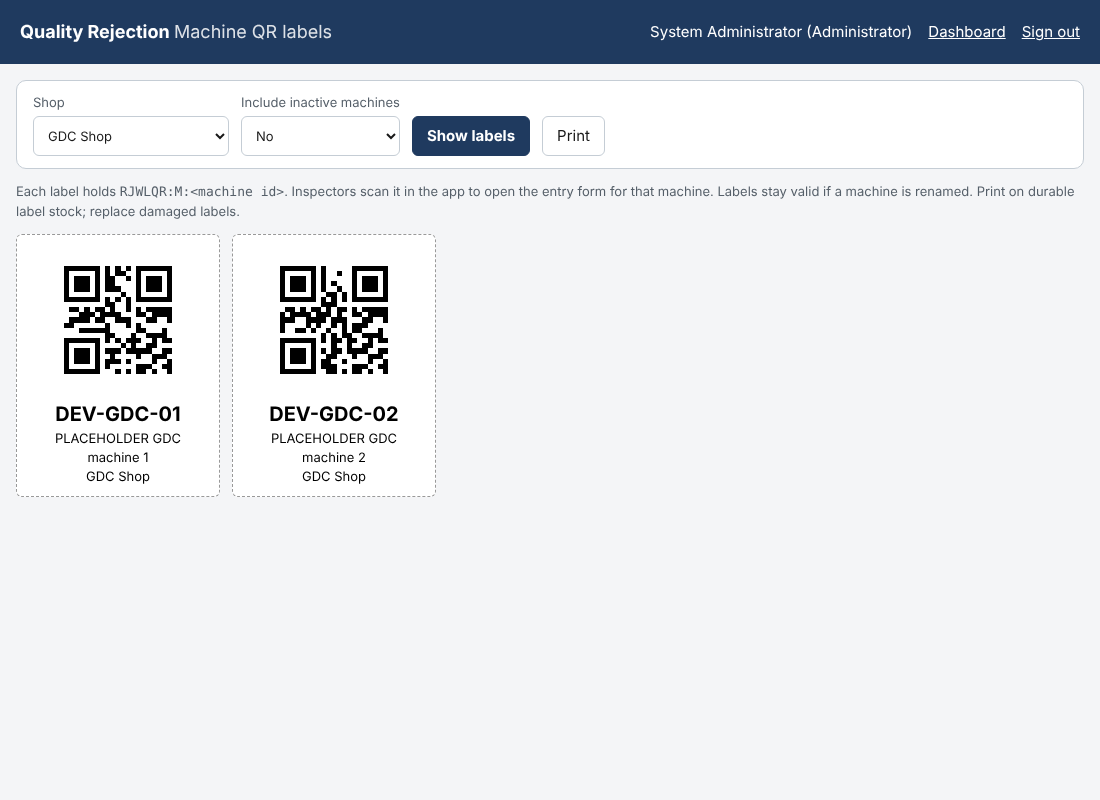 Quality Rejection Machine QR labels
System Administrator (Administrator) Dashboard Sign out
Shop
Include inactive machines
GDC Shop
No
Show labels
Print
Each label holds RJWLQR:M:<machine id>. Inspectors scan it in the app to open the entry form for that machine. Labels stay valid if a machine is renamed. Print on durable
label stock; replace damaged labels.
DEV-GDC-01
PLACEHOLDER GDC
machine 1
GDC Shop
DEV-GDC-02
PLACEHOLDER GDC
machine 2
GDC Shop